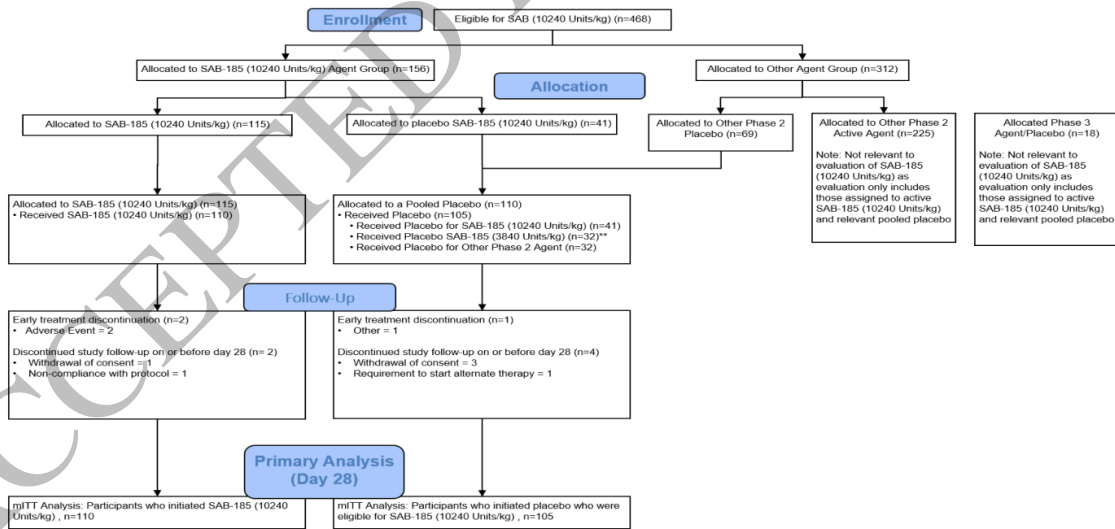 Enrollment
Eligible for SAB (10240 Units/kg) (n=468)
Allocated to SAB-185 (10240 Units/kg) Agent Group (n=156)
Allocated to Other Agent Group (n=312)
Allocation
Allocated to SAB-185 (10240 Units/kg) (n=115)
Allocated to placebo SAB-185 (10240 Units/kg) (n=41)
Allocated to Other Phase 2
Placebo (n=69)
Allocated to Other Phase 2
Active Agent (n=225)
Note: Not relevant to
evaluation of SAB-185
(10240 Units/kg) as
evaluation only includes
those assigned to active
SAB-185 (10240 Units/kg)
and relevant pooled placebo
Allocated Phase 3
Agent/Placebo (n=18)
Note: Not relevant to
evaluation of SAB-185
(10240 Units/kg) as
evaluation only includes
those assigned to active
SAB-185 (10240 Units/kg)
and relevant pooled placebo
Allocated to SAB-185 (10240 Units/kg) (n=115)
• Received SAB-185 (10240 Units/kg) (n=110)
Allocated to a Pooled Placebo (n=110)
• Received Placebo (n=105)
• Received Placebo for SAB-185 (10240 Units/kg) (n=41)
• Received Placebo SAB-185 (3840 Units/kg) (n=32)**
• Received Placebo for Other Phase 2 Agent (n=32)
Follow-Up
Early treatment discontinuation (n=2)
• Adverse Event = 2
Discontinued study follow-up on or before day 28 (n= 2)
• Withdrawal of consent = 1
• Non-compliance with protocol = 1
Early treatment discontinuation (n=1)
• Other = 1
Discontinued study follow-up on or before day 28 (n=4)
• Withdrawal of consent = 3
• Requirement to start alternate therapy = 1
Primary Analysis
(Day 28)
mITT Analysis: Participants who initiated SAB-185 (10240
Units/kg) , n=110
mITT Analysis: Participants who initiated placebo who were
eligible for SAB-185 (10240 Units/kg) , n=105
ACCEPTED